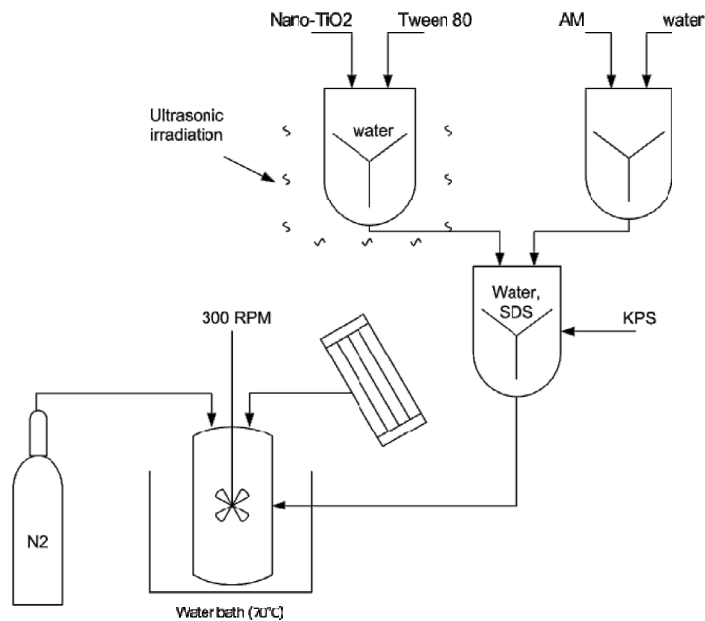 Nano-TiO2
Tween 80
AM
water
Ultrasonic
irradiation
water
Water,
SDS
KPS
300 RPM
N2
Water bath (70℃)